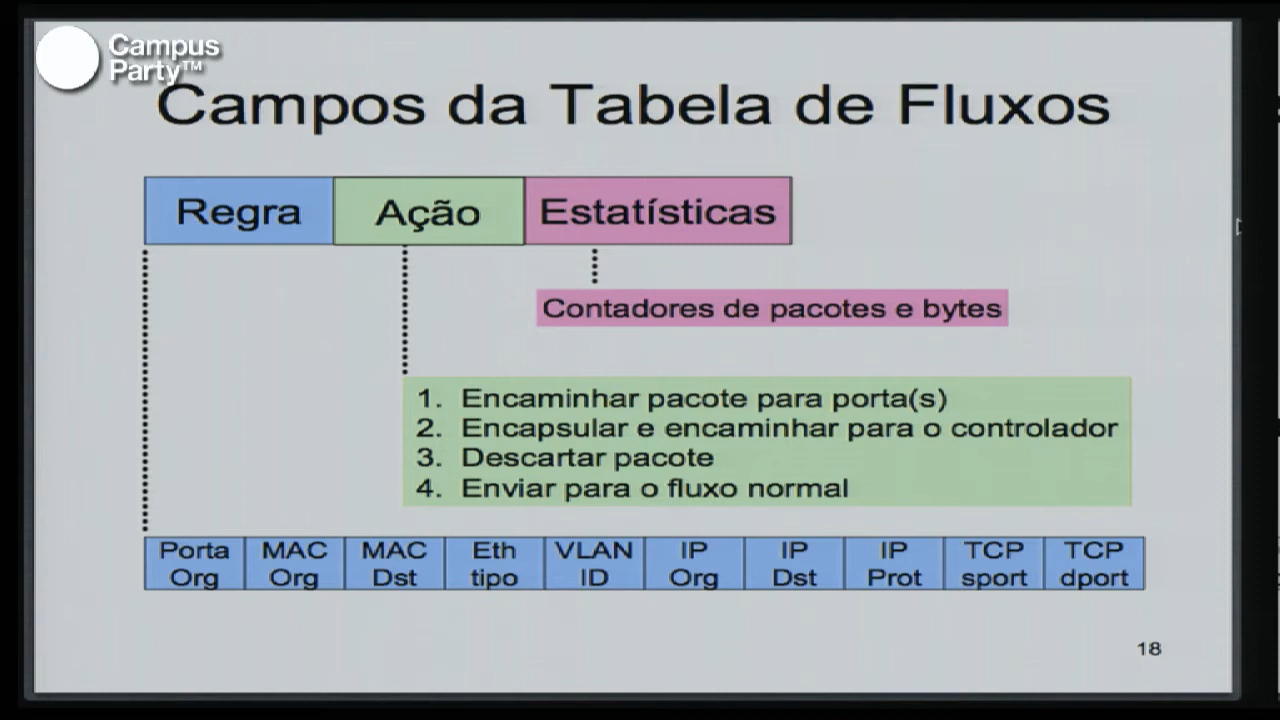 Campus
Party™
Campos da Tabela de Fluxos
Regra Ação Estatísticas
Contadores de pacotes e bytes
1. Encaminhar pacote para porta(s)
2. Encapsular e encaminhar para o controlador
3. Descartar pacote
4. Enviar para o fluxo normal
Porta MAC MAC Eth VLAN IP IP IP TCP TCP
Org Org Dst tipo ID Org Dst Prot sport dport
18